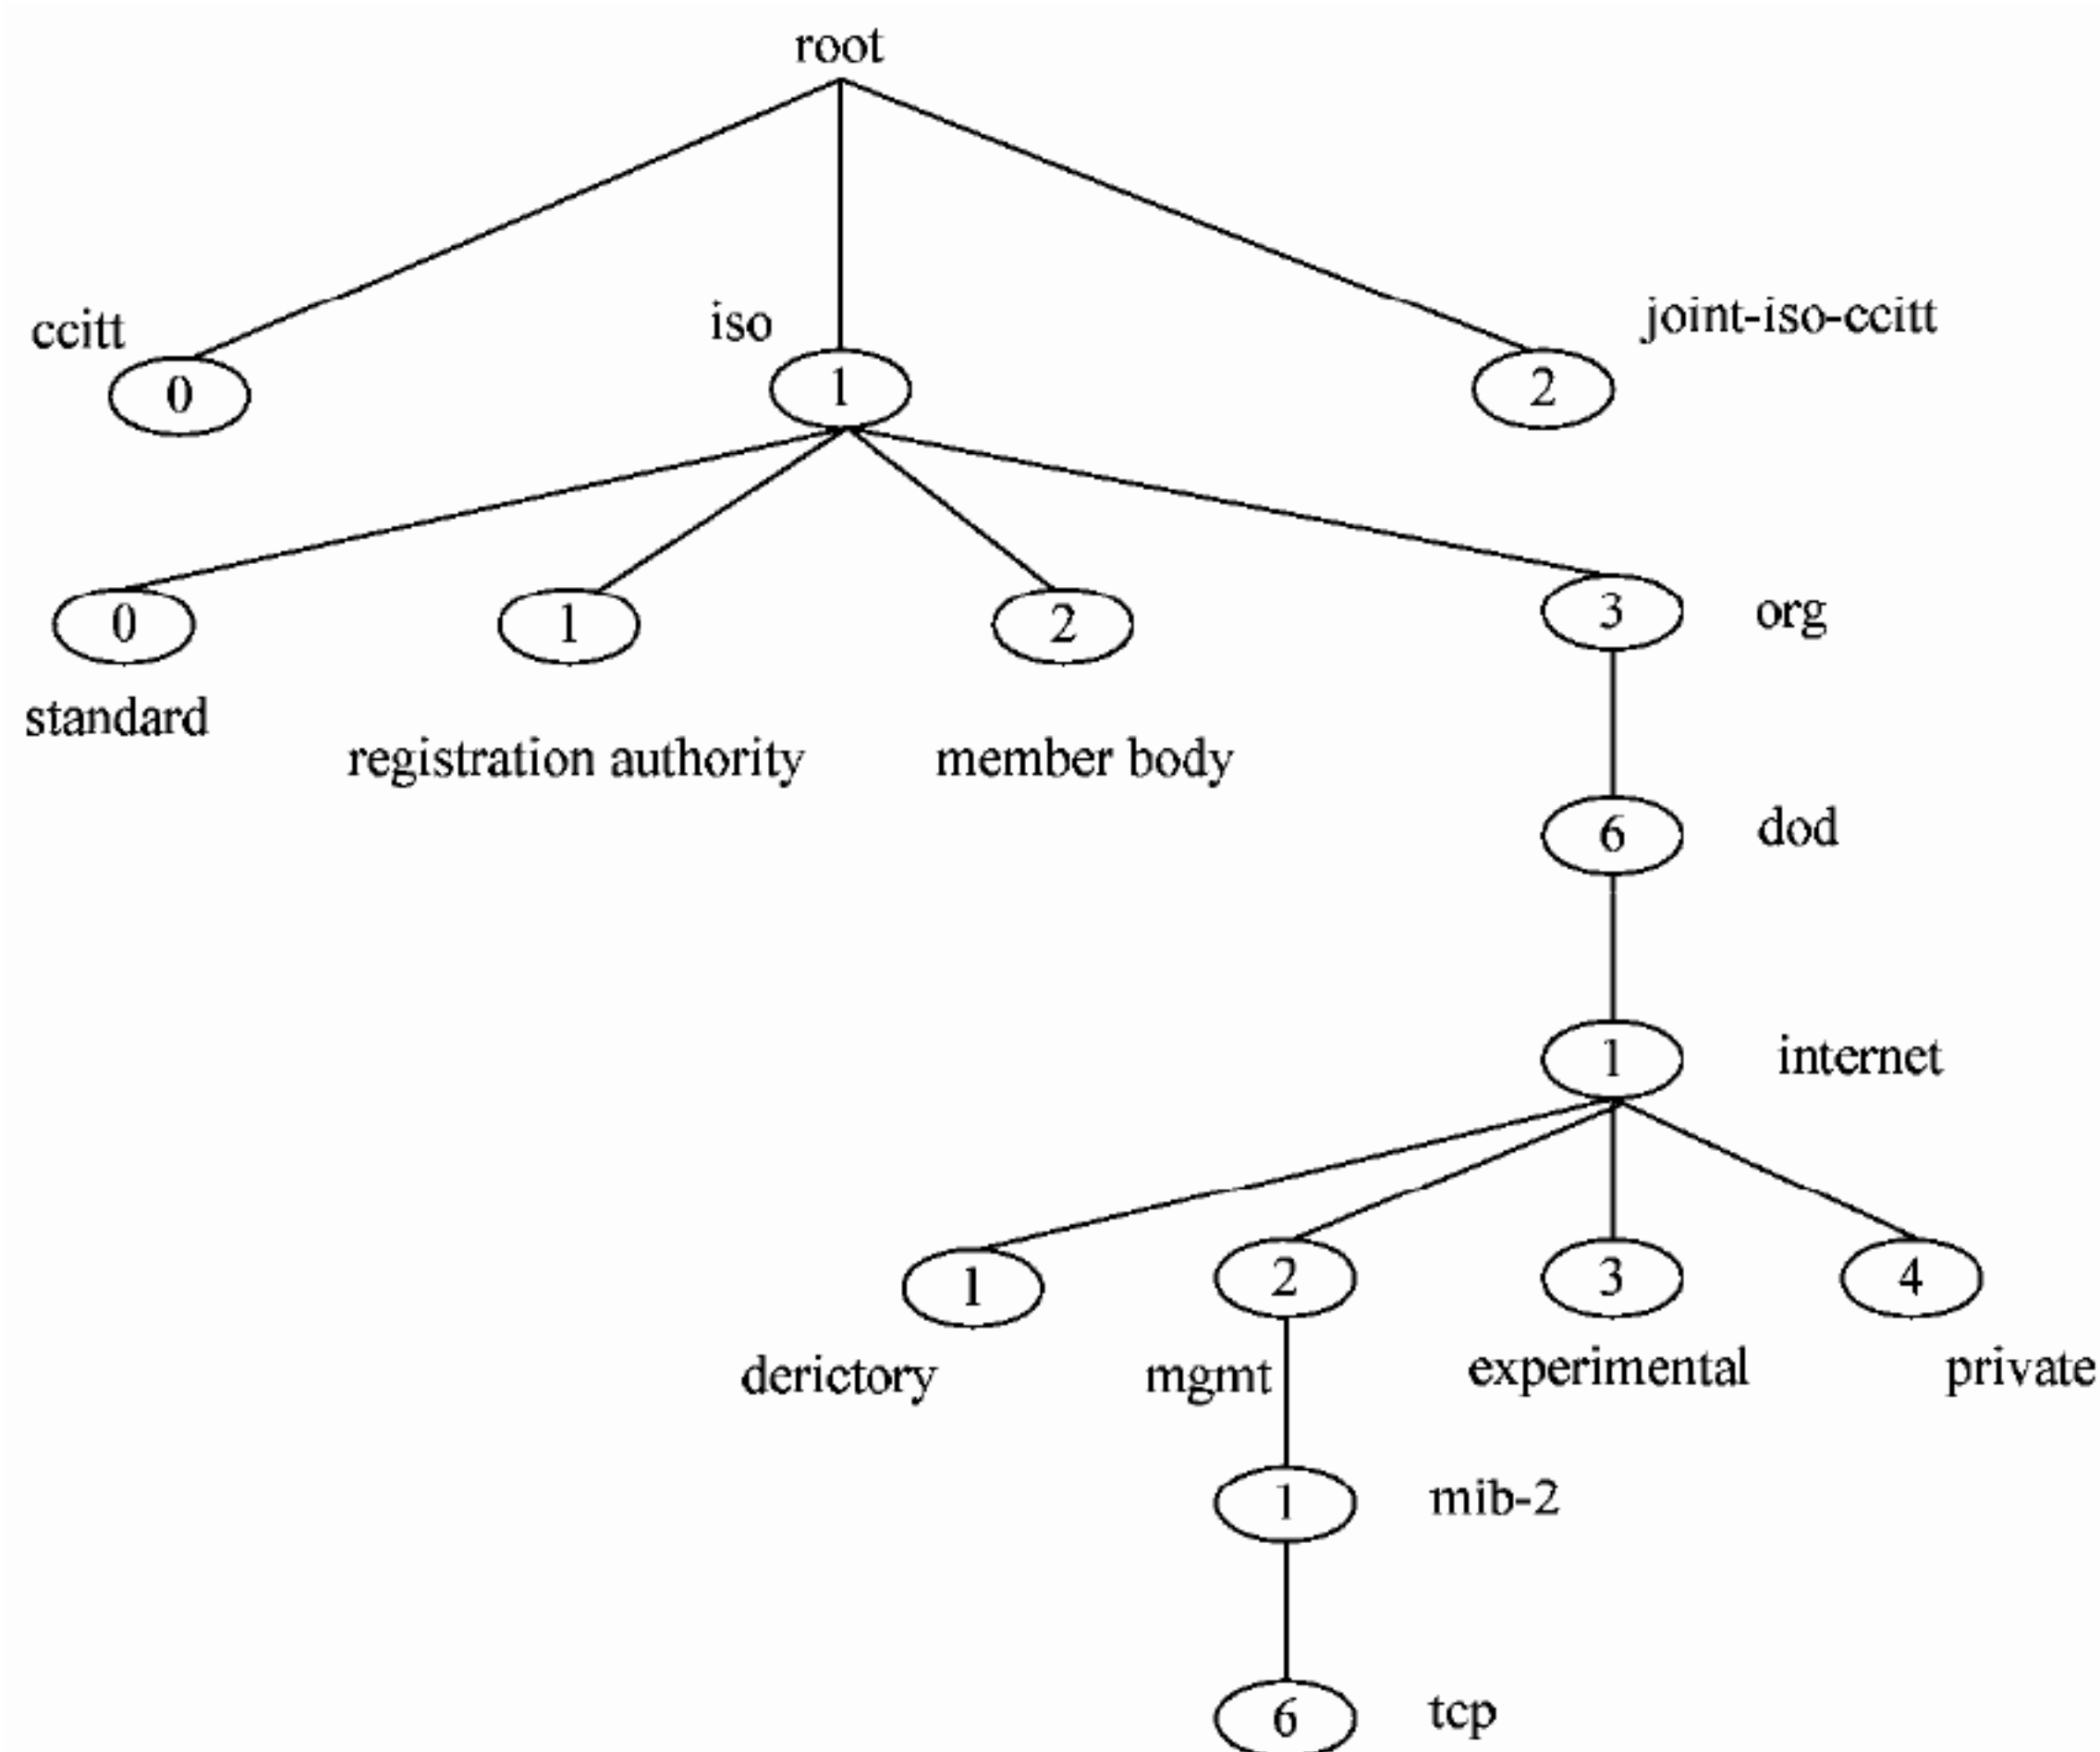 root
ccitt
iso
joint-iso-ccitt
0
1
2
0
1
2
3
org
standard
registration authority
member body
6
dod
1
internet
1
2
3
4
derictory
mgmt
experimental
private
1
mib-2
6
tcp